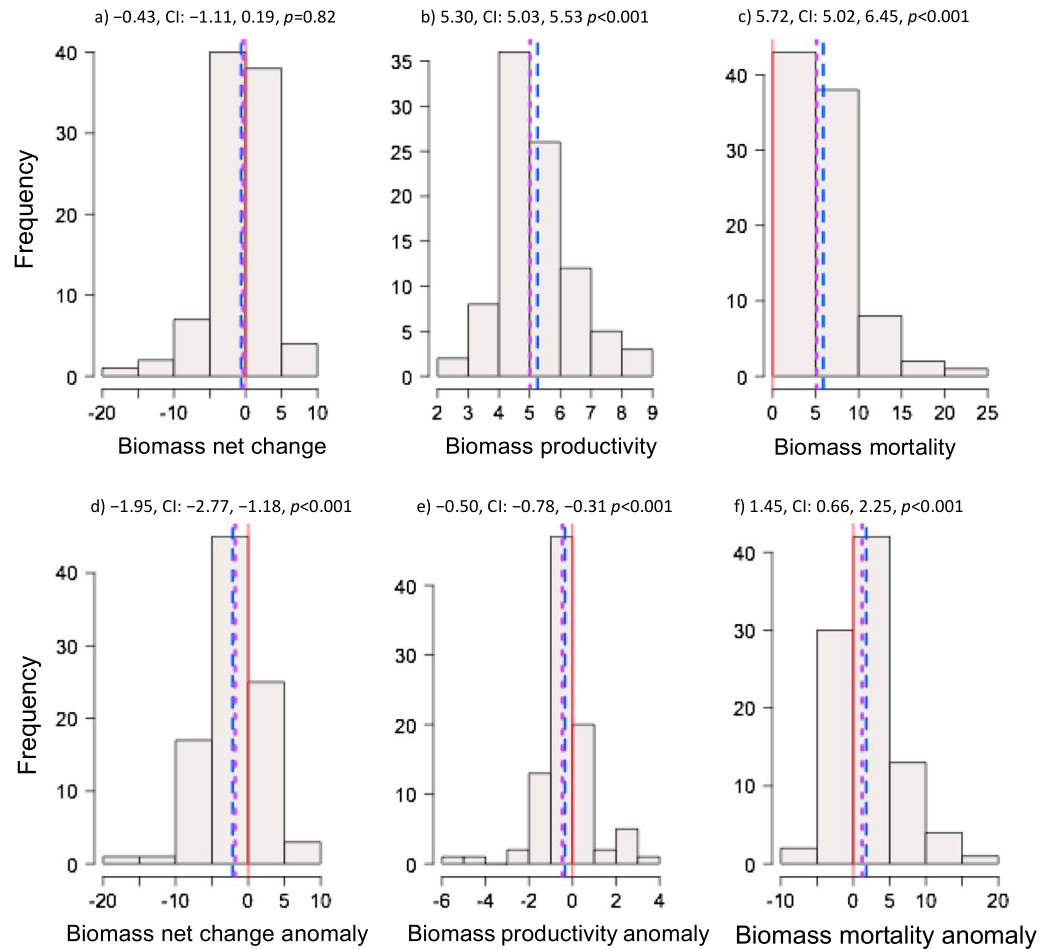 a) −0.43, CI: −1.11, 0.19, p=0.82
b) 5.30, CI: 5.03, 5.53 p<0.001
c) 5.72, CI: 5.02, 6.45, p<0.001
Frequency
40
30
20
10
0
-20 -10 0 5 10
Biomass net change
35
30
25
20
15
10
5
0
2 3 4 5 6 7 8 9
Biomass productivity
40
30
20
10
0
0 5 10 15 20 25
Biomass mortality
d) −1.95, CI: −2.77, −1.18, p<0.001
e) −0.50, CI: −0.78, −0.31 p<0.001
f) 1.45, CI: 0.66, 2.25, p<0.001
Frequency
40
30
20
10
0
-20 -10 0 5 10
Biomass net change anomaly
40
30
20
10
0
-6 -4 -2 0 2 4
Biomass productivity anomaly
40
30
20
10
0
-10 0 5 10 20
Biomass mortality anomaly